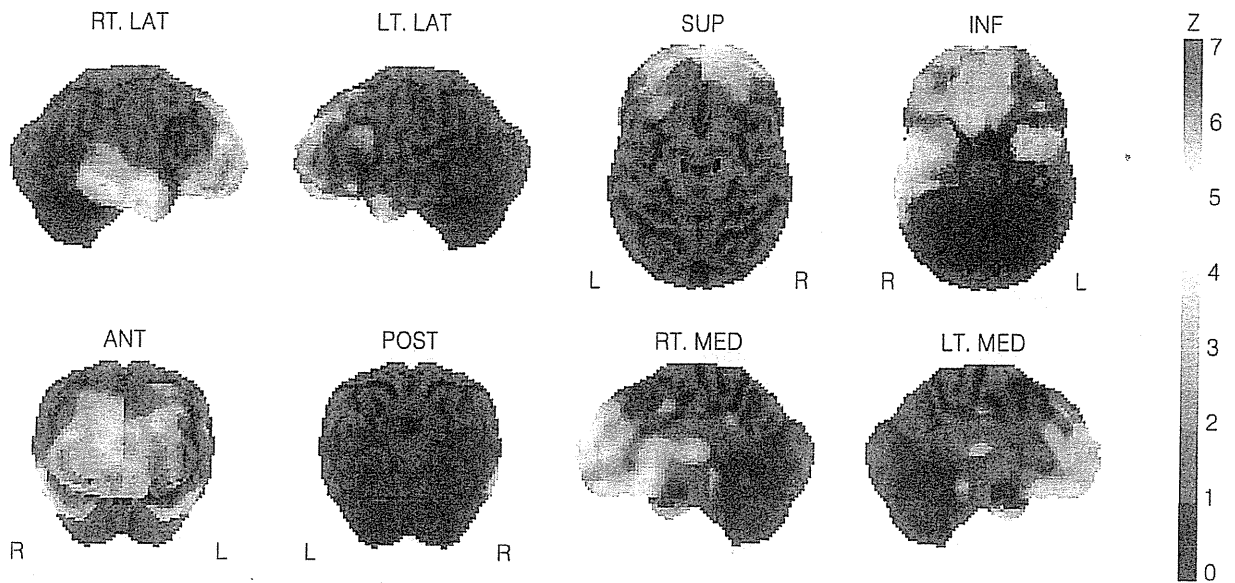 RT. LAT
LT. LAT
SUP
INF
Z
7
6
5
4
3
2
1
0
L
R
R
L
ANT
POST
RT. MED
LT. MED
R
L
L
R